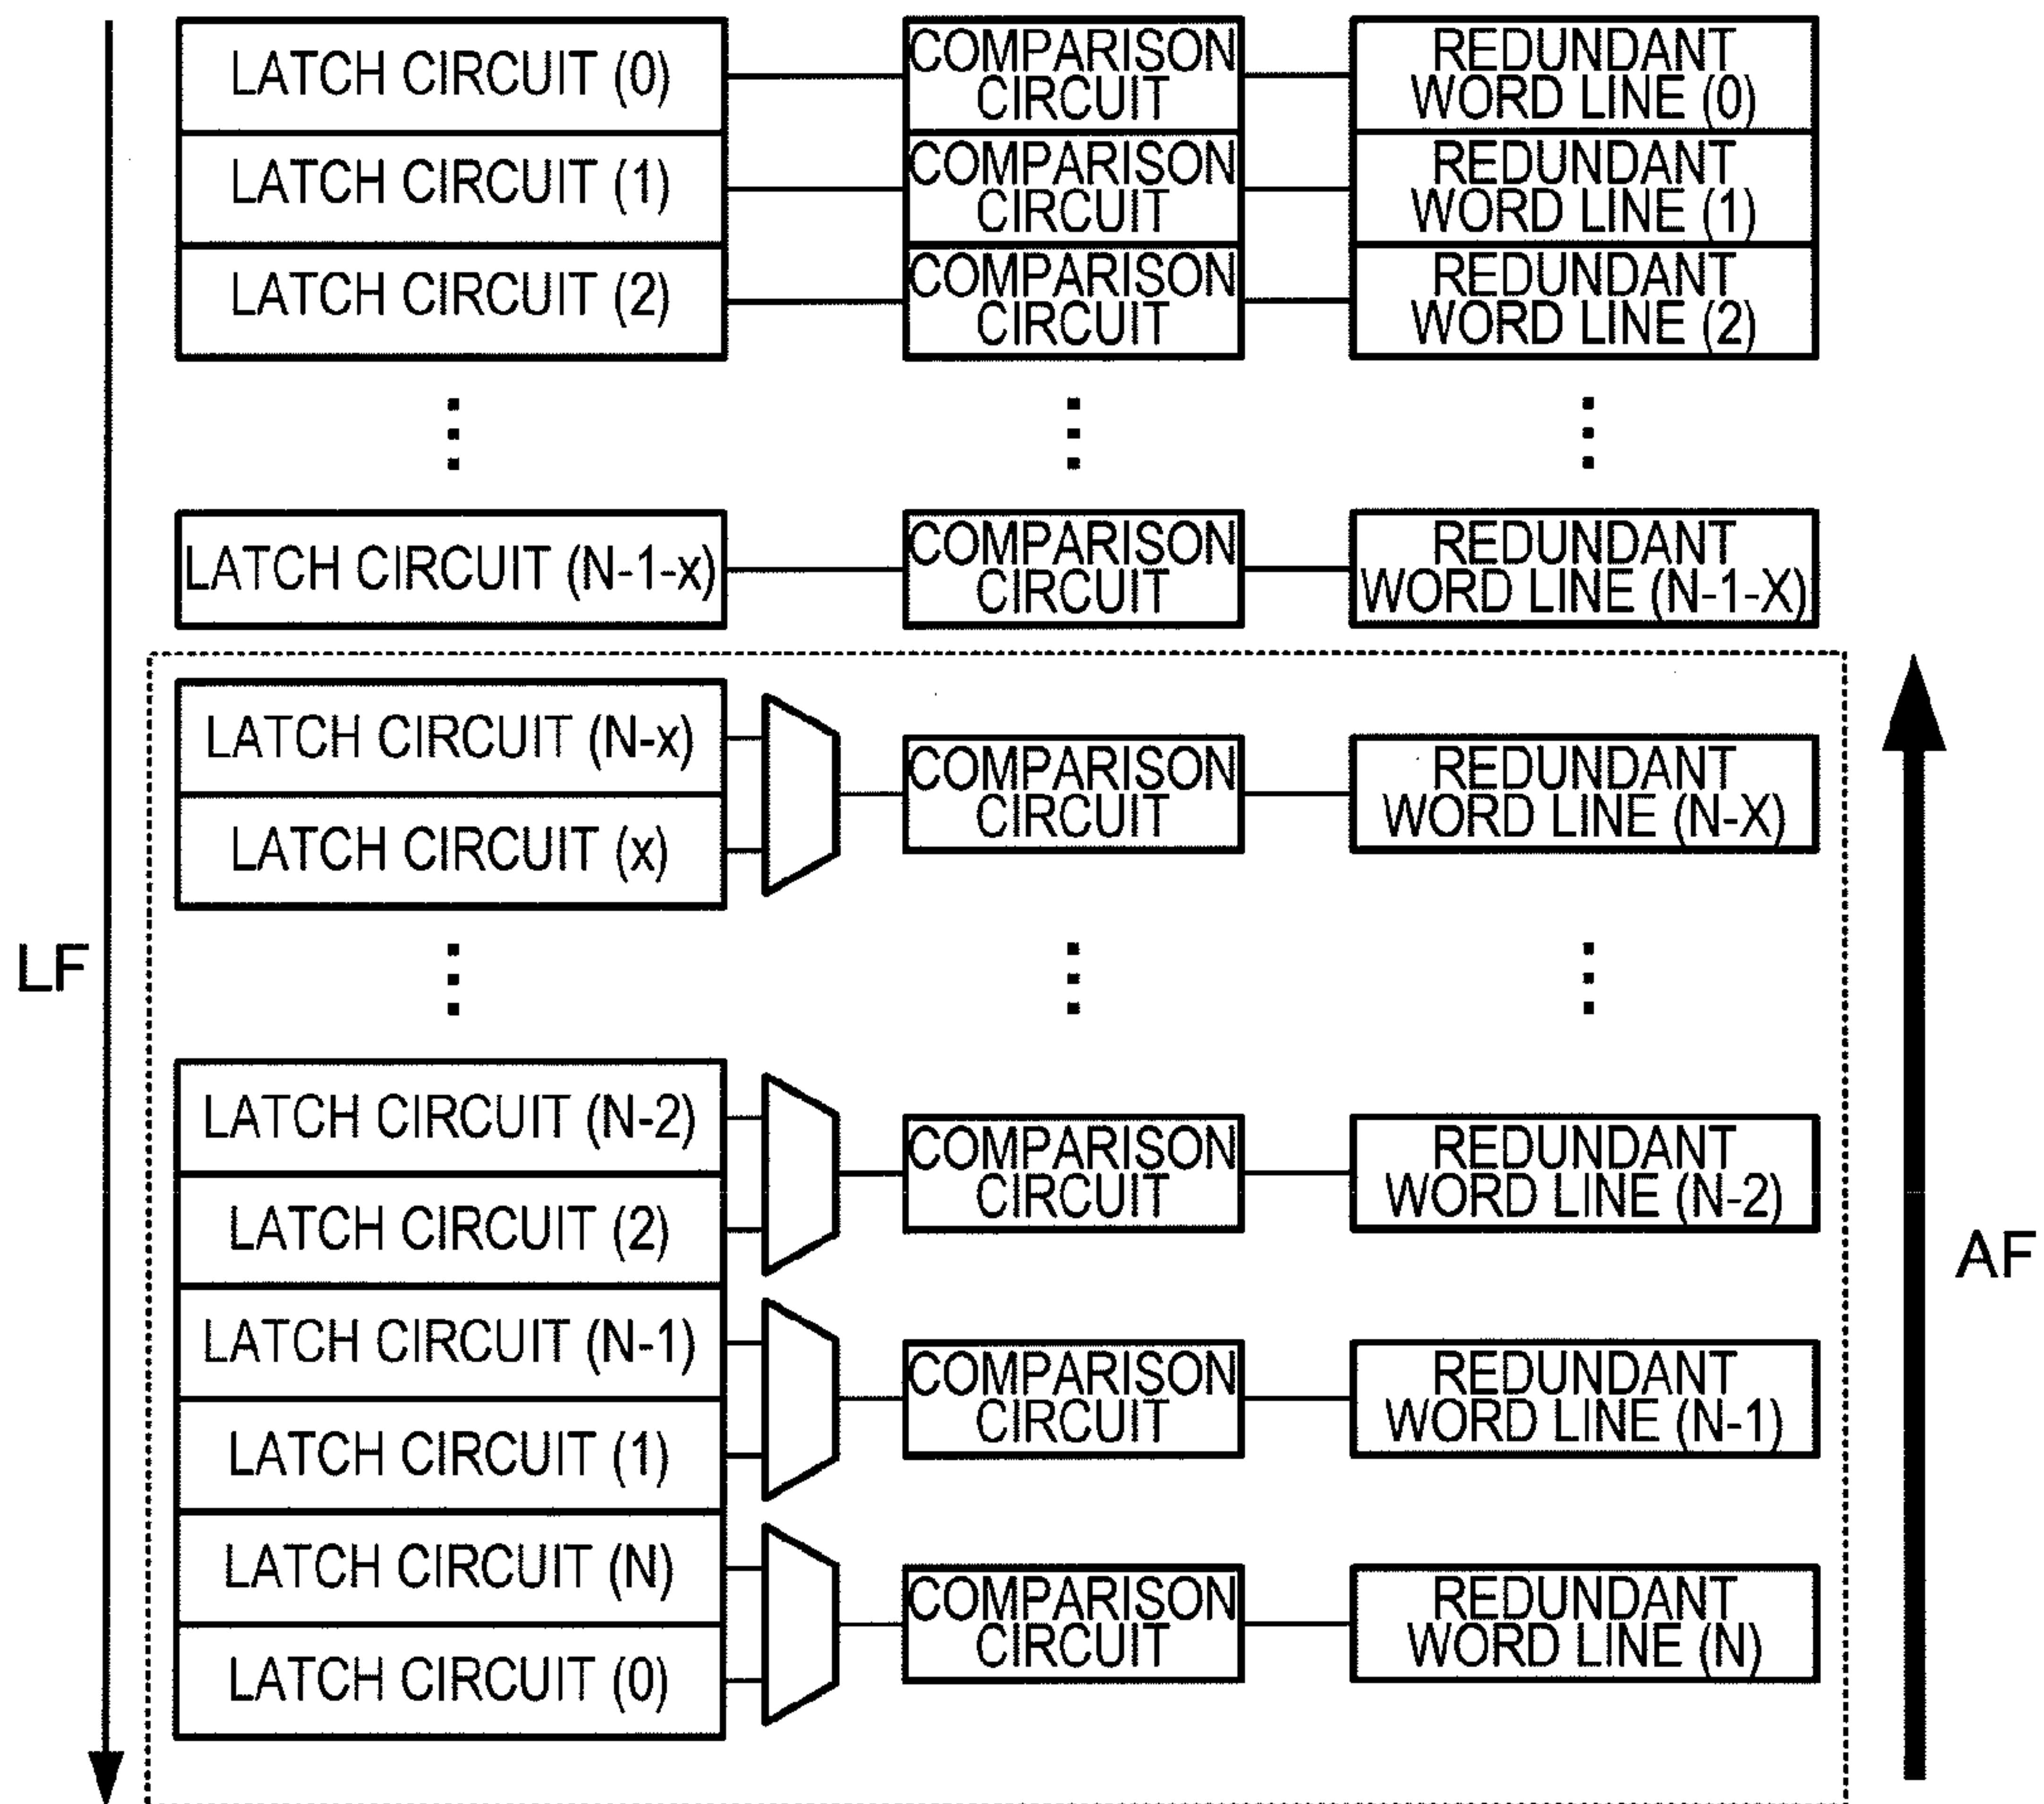 LATCH CIRCUIT (0)
COMPARISON
CIRCUIT
REDUNDANT
WORD LINE (0)
LATCH CIRCUIT (1)
COMPARISON
CIRCUIT
REDUNDANT
WORD LINE (1)
LATCH CIRCUIT (2)
COMPARISON
CIRCUIT
REDUNDANT
WORD LINE (2)
LATCH CIRCUIT (N-1-x)
COMPARISON
CIRCUIT
REDUNDANT
WORD LINE (N-1-X)
LATCH CIRCUIT (N-x)
LATCH CIRCUIT (x)
COMPARISON
CIRCUIT
REDUNDANT
WORD LINE (N-X)
LF
LATCH CIRCUIT (N-2)
LATCH CIRCUIT (2)
COMPARISON
CIRCUIT
REDUNDANT
WORD LINE (N-2)
AF
LATCH CIRCUIT (N-1)
LATCH CIRCUIT (1)
COMPARISON
CIRCUIT
REDUNDANT
WORD LINE (N-1)
LATCH CIRCUIT (N)
LATCH CIRCUIT (0)
COMPARISON
CIRCUIT
REDUNDANT
WORD LINE (N)